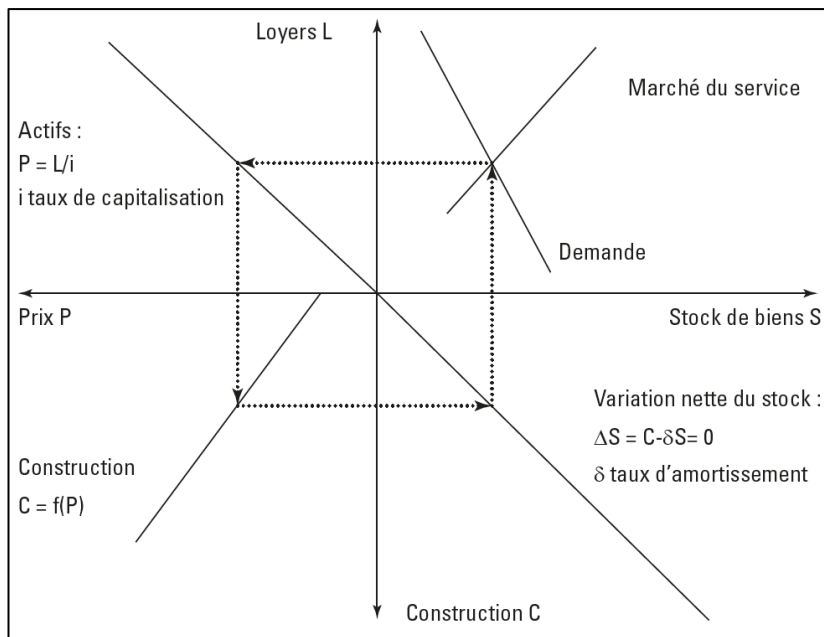 Loyers L
Marché du service
Actifs :
P = L/i
i taux de capitalisation
Demande
Prix P
Stock de biens S
Variation nette du stock :
ΔS = C-δS= 0
δ taux d'amortissement
Construction
C = f(P)
Construction C